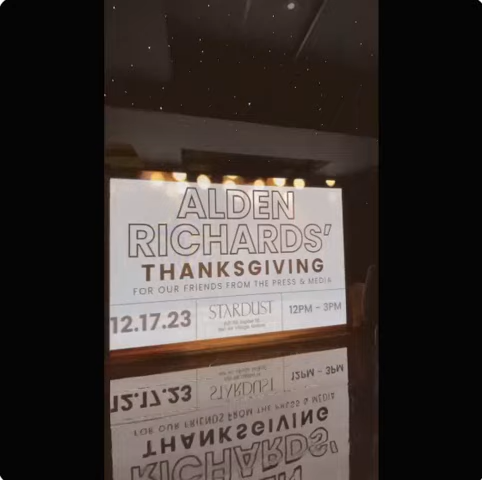 ALDEN
RICHARDS'
THANKSGIVING
FOR OUR FRIENDS FROM THE PRESS & MEDIA
12.17.23
STARDUST
12PM - 3PM